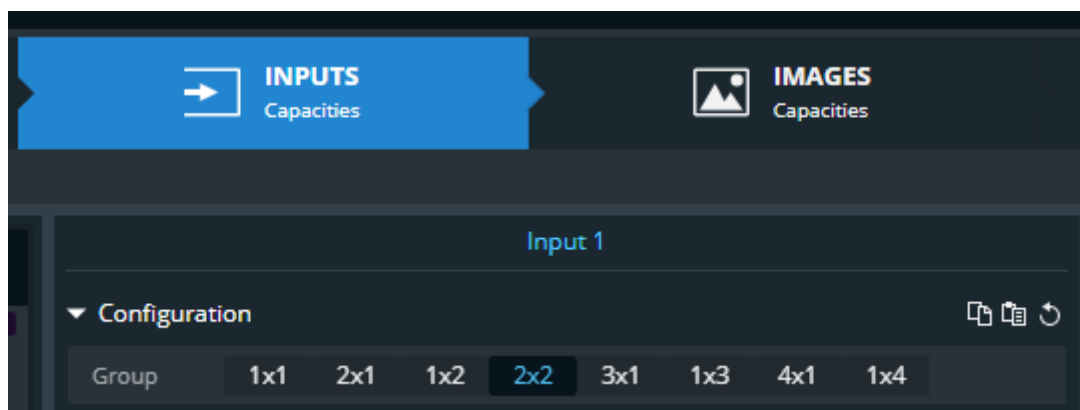 INPUTS
Capacities
IMAGES
Capacities
Input 1
Configuration
Group 1x1 2x1 1x2 2x2 3x1 1x3 4x1 1x4